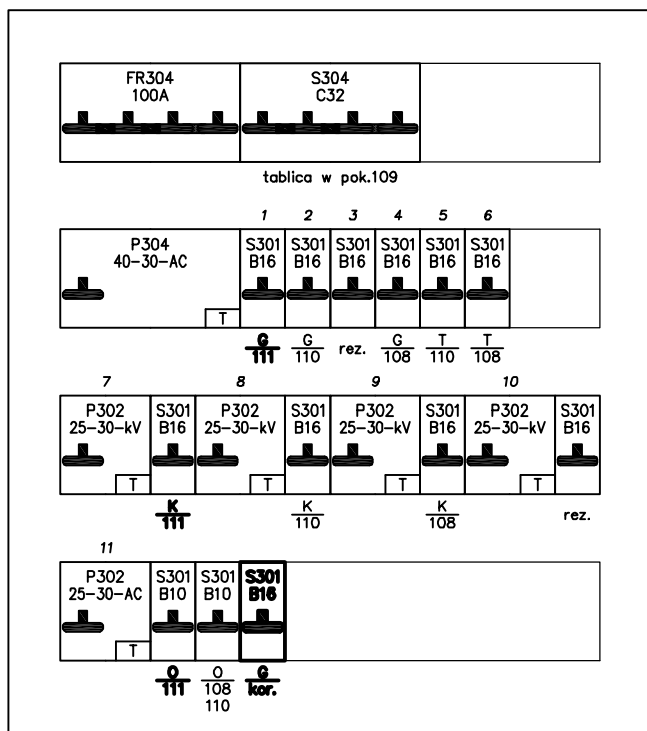 FR304 S304
100A C32
tablica w pok.109
1 2 3 4 5 6
P304 S301 S301 S301 S301 S301 S301
40-30-AC B16 B16 B16 B16 B16 B16
T
G G rez. G T T
111 110 108 110 108
7 8 9 10
P302 S301 P302 S301 P302 S301 P302 S301
25-30-kV B16 25-30-kV B16 25-30-kV B16 25-30-kV B16
T T T T
K K K rez.
111 110 108
11
P302 S301 S301 S301
25-30-AC B10 B10 B16
T
O O G
111 108 kor.
110